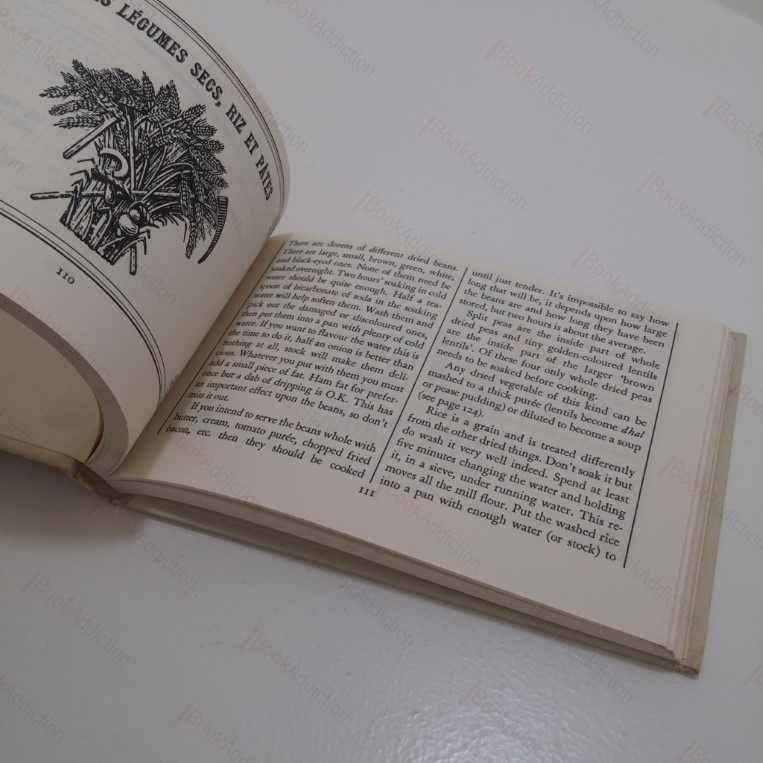 LÉGUMES SECS, RIZ ET PATES
110
There are dozens of different dried beans.
There are large, small, brown, green, white,
and black-eyed ones. None of them need be
soaked overnight. Two hours' soaking in cold
water should be quite enough. Half a tea-
spoon of bicarbonate of soda in the soaking
water will help soften them. Wash them and
pick out the damaged or discoloured ones,
then put them into a pan with plenty of cold
water. If you want to flavour the water this is
the time to do it, half an onion is better than
nothing at all, stock will make them deli-
cious. Whatever you put with them you must
add a small piece of fat. Ham fat for prefer-
ence but a dab of dripping is O.K. This has
an important effect upon the beans, so don't
miss it out.
If you intend to serve the beans whole with
butter, cream, tomato purée, chopped fried
bacon, etc. then they should be cooked
until just tender. It's impossible to say how
long that will be, it depends upon how large
the beans are and how long they have been
stored, but two hours is about the average.
Split peas are the inside part of whole
dried peas and tiny golden-coloured lentils
are the inside part of the larger 'brown
lentils'. Of these four only whole dried peas
needs to be soaked before cooking.
Any dried vegetable of this kind can be
mashed to a thick purée (lentils become dhal
or pease pudding) or diluted to become a soup
(see page 124).
Rice is a grain and is treated differently
from the other dried things. Don't soak it but
do wash it very well indeed. Spend at least
five minutes changing the water and holding
it, in a sieve, under running water. This re-
moves all the mill flour. Put the washed rice
into a pan with enough water (or stock) to
111
BookAddiction